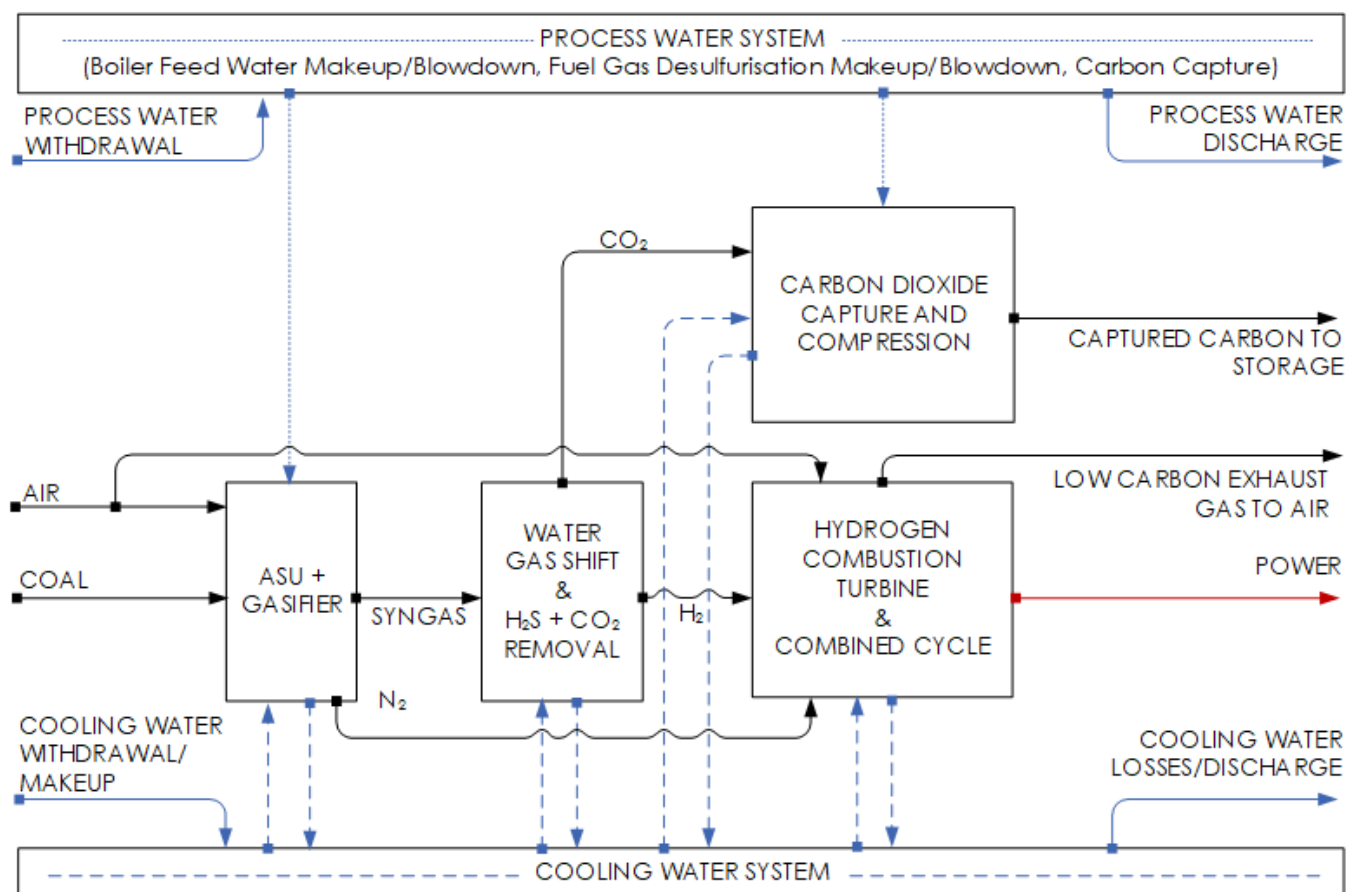 PROCESS WATER SYSTEM
(Boiler Feed Water Makeup/Blowdown, Fuel Gas Desulfurisation Makeup/Blowdown, Carbon Capture)
PROCESS WATER
WITHDRAWAL
PROCESS WATER
DISCHARGE
CO₂
CARBON DIOXIDE
CAPTURE AND
COMPRESSION
CAPTURED CARBON TO
STORAGE
LOW CARBON EXHAUST
GAS TO AIR
AIR
COAL
ASU +
GASIFIER
SYNGAS
WATER
GAS SHIFT
&
H₂S + CO₂
REMOVAL
H₂
HYDROGEN
COMBUSTION
TURBINE
&
COMBINED CYCLE
POWER
N₂
COOLING WATER
WITHDRAWAL/
MAKEUP
COOLING WATER
LOSSES/DISCHARGE
COOLING WATER SYSTEM